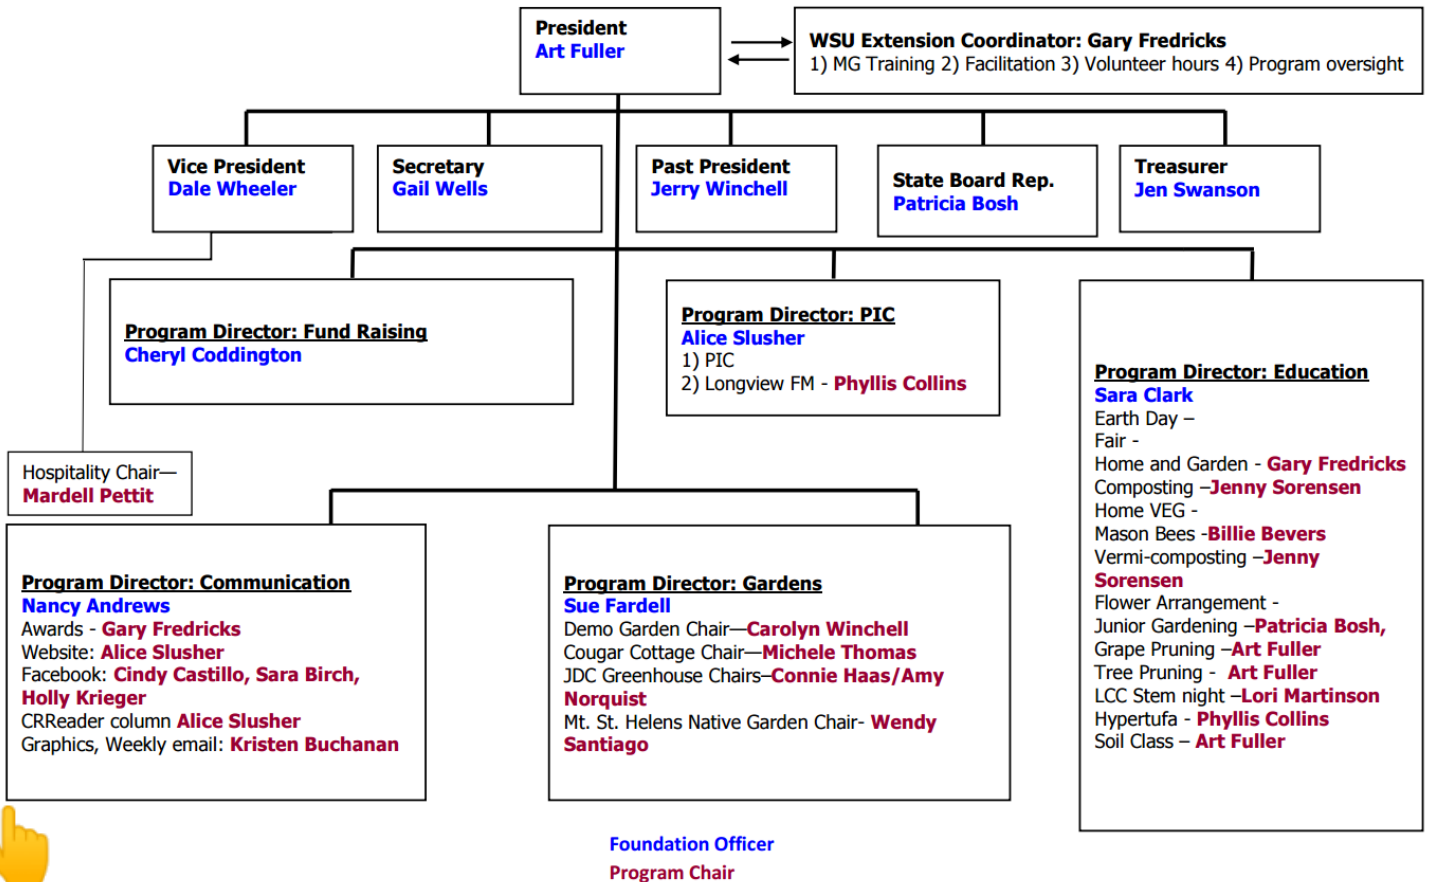 President
Art Fuller
WSU Extension Coordinator: Gary Fredricks
1) MG Training 2) Facilitation 3) Volunteer hours 4) Program oversight
Vice President
Dale Wheeler
Secretary
Gail Wells
Past President
Jerry Winchell
State Board Rep.
Patricia Bosh
Treasurer
Jen Swanson
Program Director: Fund Raising
Cheryl Coddington
Program Director: PIC
Alice Slusher
1) PIC
2) Longview FM - Phyllis Collins
Program Director: Education
Sara Clark
Earth Day –
Fair -
Home and Garden - Gary Fredricks
Composting –Jenny Sorensen
Home VEG -
Mason Bees -Billie Bevers
Vermi-composting –Jenny
Sorensen
Flower Arrangement -
Junior Gardening –Patricia Bosh,
Grape Pruning –Art Fuller
Tree Pruning -  Art Fuller
LCC Stem night –Lori Martinson
Hypertufa - Phyllis Collins
Soil Class – Art Fuller
Hospitality Chair—
Mardell Pettit
Program Director: Communication
Nancy Andrews
Awards - Gary Fredricks
Website: Alice Slusher
Facebook: Cindy Castillo, Sara Birch,
Holly Krieger
CRReader column Alice Slusher
Graphics, Weekly email: Kristen Buchanan
Program Director: Gardens
Sue Fardell
Demo Garden Chair—Carolyn Winchell
Cougar Cottage Chair—Michele Thomas
JDC Greenhouse Chairs–Connie Haas/Amy
Norquist
Mt. St. Helens Native Garden Chair- Wendy
Santiago
Foundation Officer
Program Chair